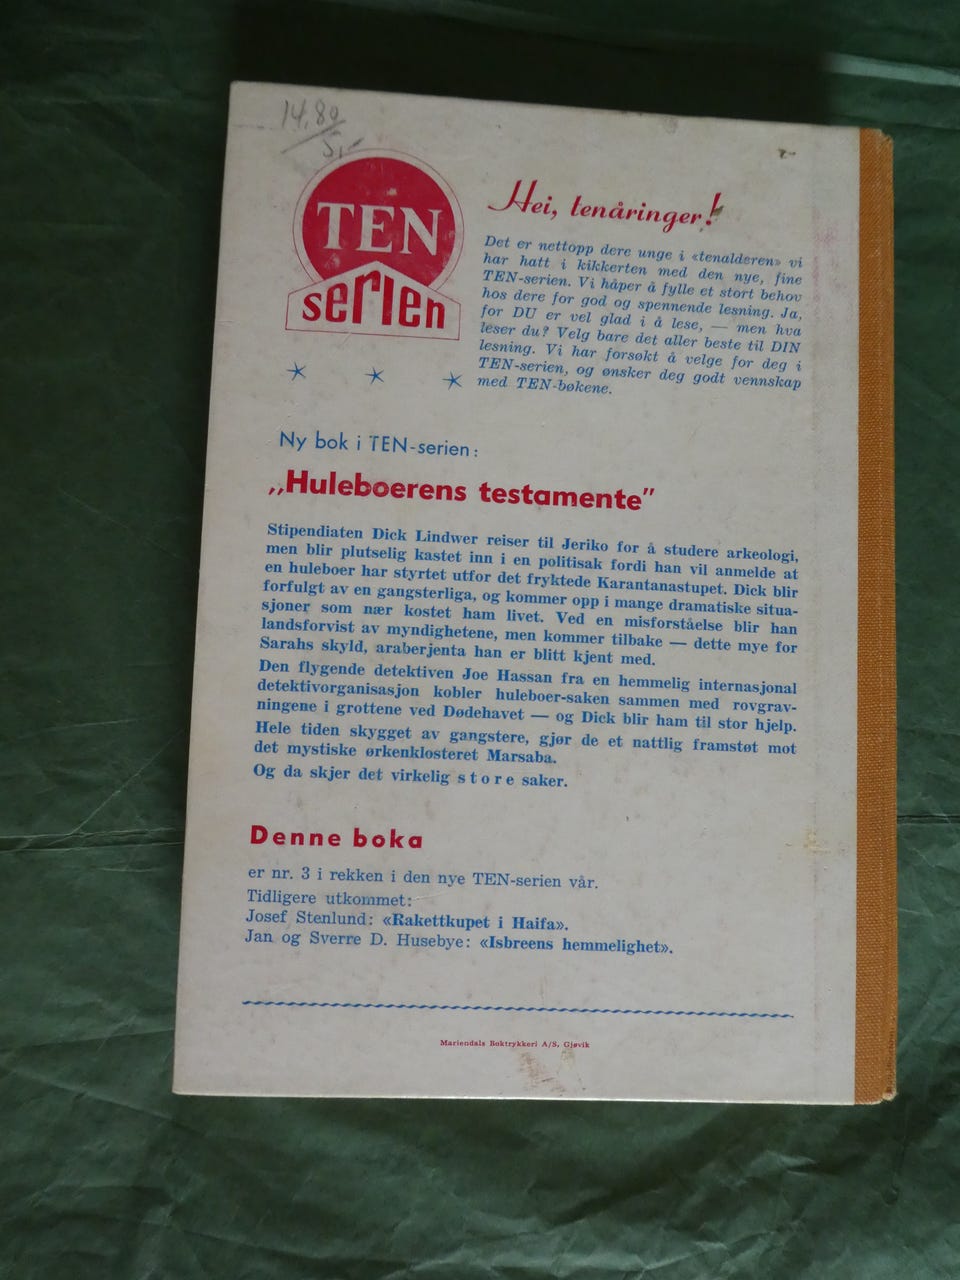 14,80
5,-
TEN
serien
Hei, tenåringer!
Det er nettopp dere unge i «tenalderen» vi
har hatt i kikkerten med den nye, fine
TEN-serien. Vi håper å fylle et stort behov
hos dere for god og spennende lesning. Ja,
for DU er vel glad i å lese, — men hva
leser du? Velg bare det aller beste til DIN
lesning. Vi har forsøkt å velge for deg i
TEN-serien, og ønsker deg godt vennskap
med TEN-bøkene.
Ny bok i TEN-serien:
„Huleboerens testamente”
Stipendiaten Dick Lindwer reiser til Jeriko for å studere arkeologi,
men blir plutselig kastet inn i en politisak fordi han vil anmelde at
en huleboer har styrtet utfor det fryktede Karantanastupet. Dick blir
forfulgt av en gangsterliga, og kommer opp i mange dramatiske situa-
sjoner som nær kostet ham livet. Ved en misforståelse blir han
landsforvist av myndighetene, men kommer tilbake — dette mye for
Sarahs skyld, araberjenta han er blitt kjent med.
Den flygende detektiven Joe Hassan fra en hemmelig internasjonal
detektivorganisasjon kobler huleboer-saken sammen med rovgrav-
ningene i grottene ved Dødehavet — og Dick blir ham til stor hjelp.
Hele tiden skygget av gangstere, gjør de et nattlig framstøt mot
det mystiske ørkenklosteret Marsaba.
Og da skjer det virkelig store saker.
Denne boka
er nr. 3 i rekken i den nye TEN-serien vår.
Tidligere utkommet:
Josef Stenlund: «Rakettkupet i Haifa».
Jan og Sverre D. Husebye: «Isbreens hemmelighet».
Mariendals Boktrykkeri A/S, Gjøvik